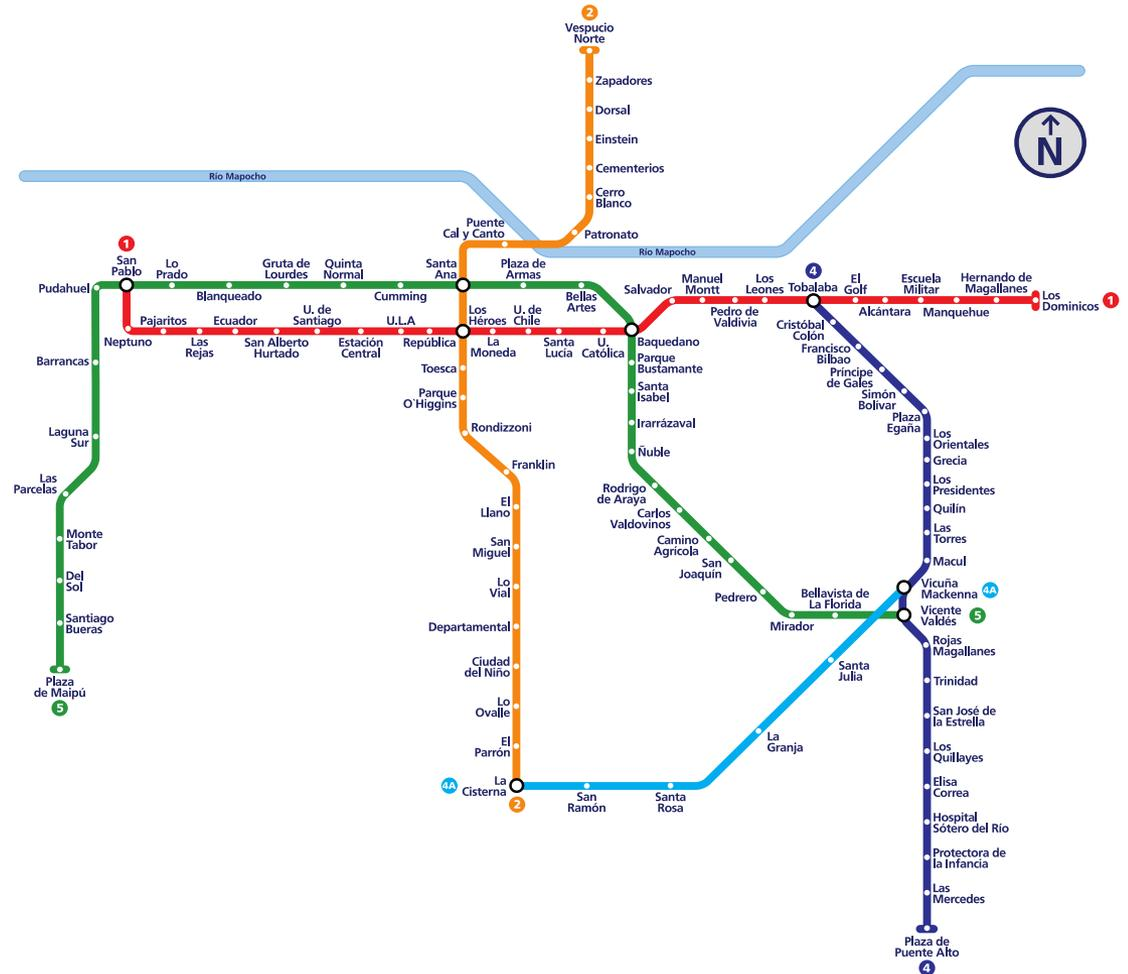 2
Vespucio
Norte
Zapadores
Dorsal
Einstein
Cementerios
Cerro
Blanco
Patronato
Puente
Cal y Canto
Río Mapocho
Río Mapocho
N
1
San
Pablo
Lo
Prado
Blanqueado
Gruta de
Lourdes
Quinta
Normal
Cumming
Santa
Ana
Plaza de
Armas
Bellas
Artes
Pudahuel
Barrancas
Laguna
Sur
Las
Parcelas
Monte
Tabor
Del
Sol
Santiago
Bueras
Plaza
de Maipú
5
Neptuno
Pajaritos
Las
Rejas
Ecuador
San Alberto
Hurtado
U. de
Santiago
Estación
Central
U.L.A
República
Los
Héroes
La
Moneda
U. de
Chile
Santa
Lucía
U.
Católica
Baquedano
Salvador
Manuel
Montt
Pedro de
Valdivia
Los
Leones
4
Tobalaba
El
Golf
Alcántara
Escuela
Militar
Manquehue
Hernando de
Magallanes
Los
Dominicos
1
Toesca
Parque
O`Higgins
Rondizzoni
Franklin
El
Llano
San
Miguel
Lo
Vial
Departamental
Ciudad
del Niño
Lo
Ovalle
El
Parrón
4A
La
Cisterna
2
San
Ramón
Santa
Rosa
La
Granja
Santa
Julia
Parque
Bustamante
Santa
Isabel
Irarrázaval
Ñuble
Rodrigo
de Araya
Carlos
Valdovinos
Camino
Agrícola
San
Joaquín
Pedrero
Mirador
Bellavista de
La Florida
Cristóbal
Colón
Francisco
Bilbao
Príncipe
de Gales
Simón
Bolívar
Plaza
Egaña
Los
Orientales
Grecia
Los
Presidentes
Quilín
Las
Torres
Macul
Vicuña
Mackenna
4A
Vicente
Valdés
5
Rojas
Magallanes
Trinidad
San José de
la Estrella
Los
Quillayes
Elisa
Correa
Hospital
Sótero del Río
Protectora de
la Infancia
Las
Mercedes
Plaza de
Puente Alto
4